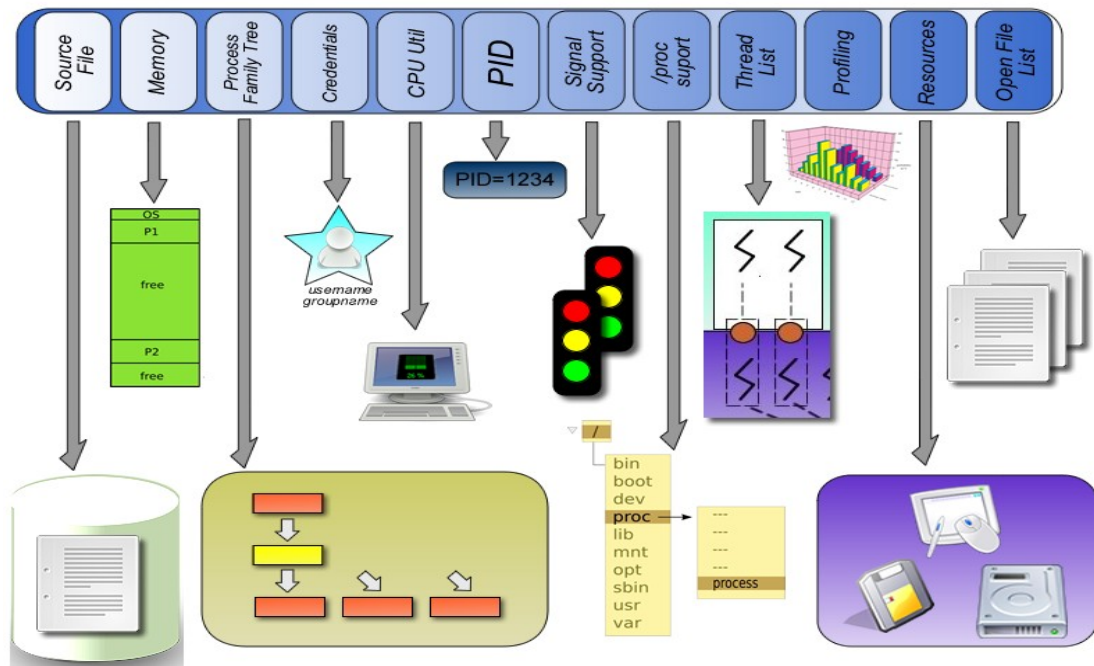 Source
File
Memory
Process
Family Tree
Credentials
CPU Util
PID
Signal
Support
/proc
suport
Thread
List
Profiling
Resources
Open File
List
PID=1234
OS
P1
free
P2
free
username
groupname
26 %
/
bin
boot
dev
proc
lib
mnt
opt
sbin
usr
var
---
---
---
---
process